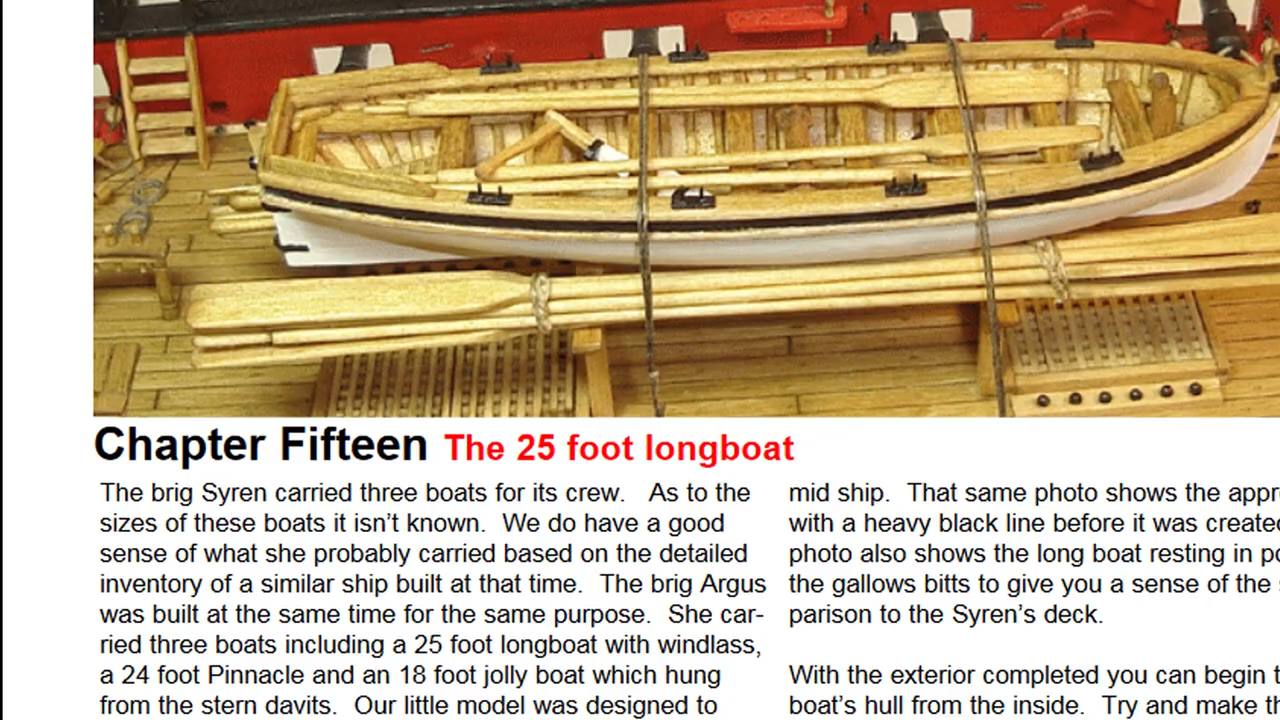 Chapter Fifteen The 25 foot longboat
The brig Syren carried three boats for its crew. As to the
sizes of these boats it isn't known. We do have a good
sense of what she probably carried based on the detailed
inventory of a similar ship built at that time. The brig Argus
was built at the same time for the same purpose. She car-
ried three boats including a 25 foot longboat with windlass,
a 24 foot Pinnacle and an 18 foot jolly boat which hung
from the stern davits. Our little model was designed to
mid ship. That same photo shows the
with a heavy black line before it was created
photo also shows the long boat resting in
the gallows bitts to give you a sense of the
parison to the Syren's deck.
With the exterior completed you can begin
boat's hull from the inside. Try and make